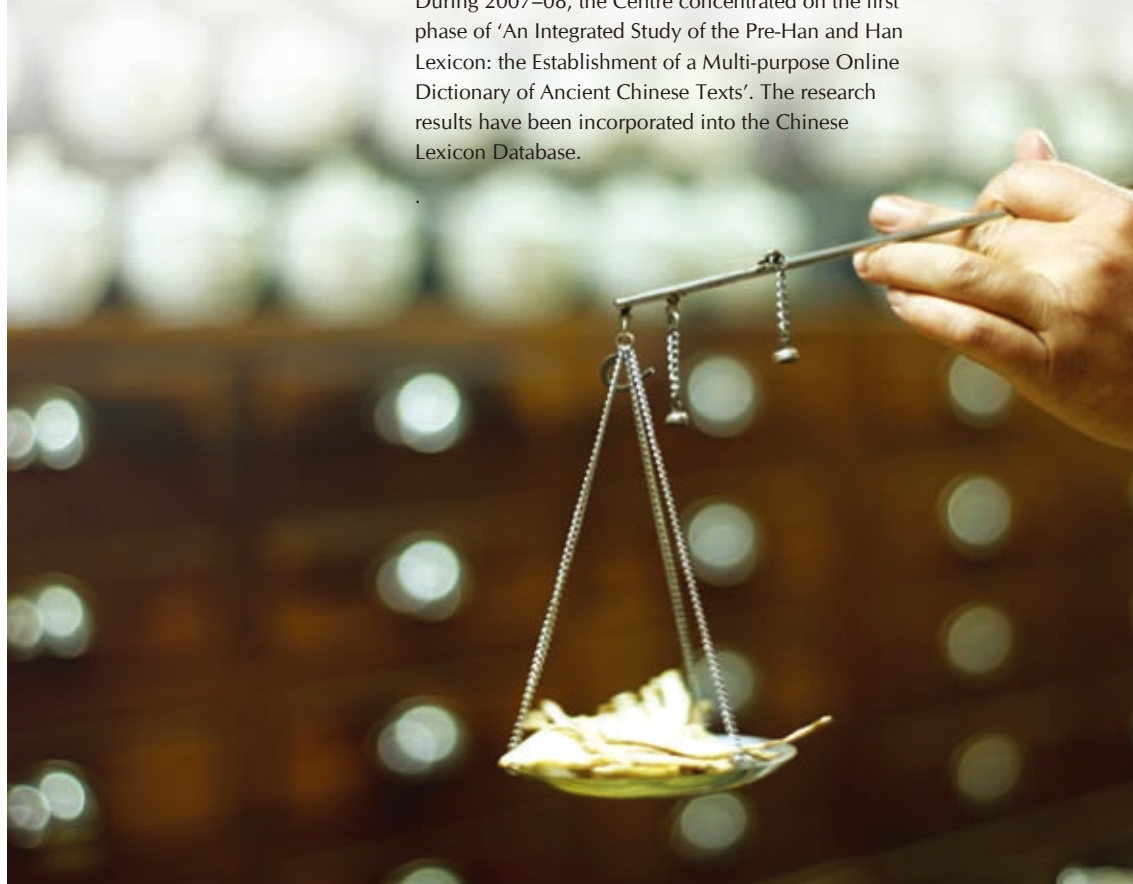 During 2007–08, the Centre concentrated on the first
phase of ‘An Integrated Study of the Pre-Han and Han
Lexicon: the Establishment of a Multi-purpose Online
Dictionary of Ancient Chinese Texts’. The research
results have been incorporated into the Chinese
Lexicon Database.
.